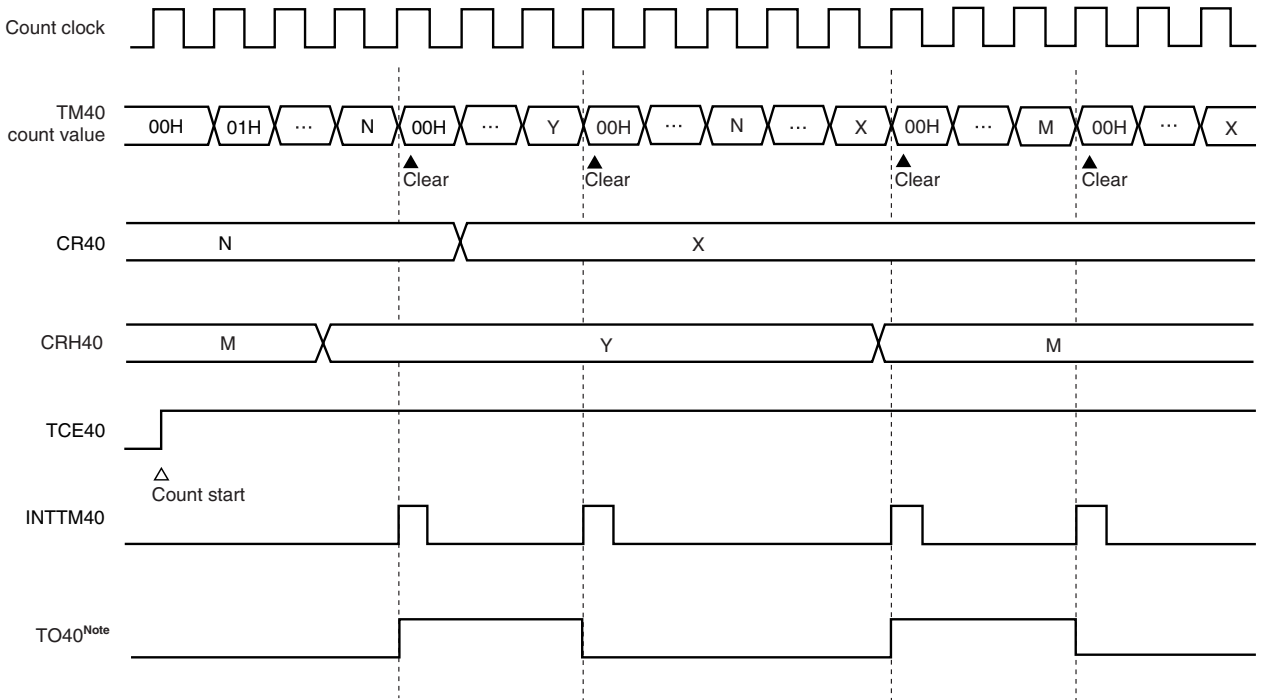 Count clock
TM40
count value
00H 01H ... N 00H ... Y 00H ... N ... X 00H ... M 00H ... X
Clear Clear Clear Clear
CR40 N X
CRH40 M Y M
TCE40
Count start
INTTM40
TO40Note